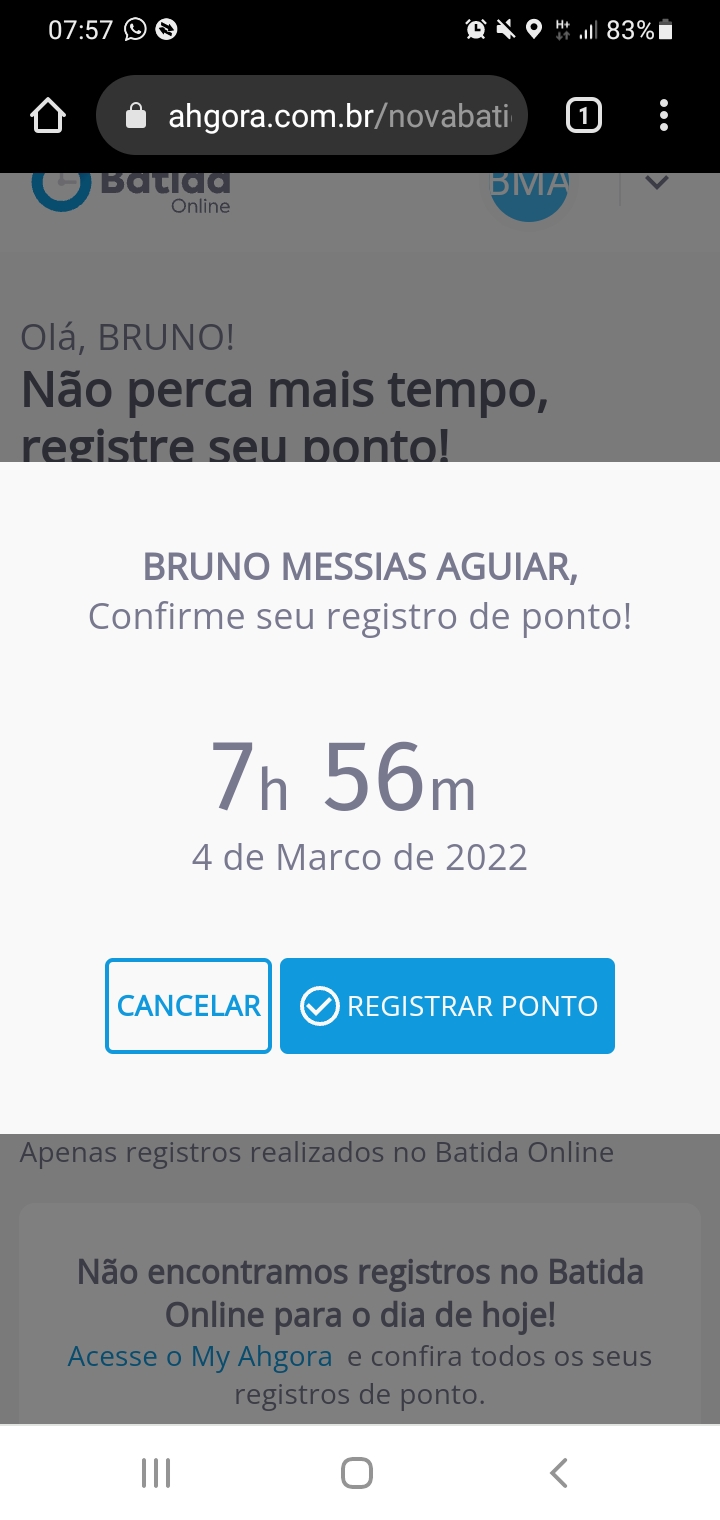 07:57
H+
83%
ahgora.com.br/novabati
1
Batida
Online
BMA
Olá, BRUNO!
Não perca mais tempo,
registre seu ponto!
BRUNO MESSIAS AGUIAR,
Confirme seu registro de ponto!
7h 56m
4 de Marco de 2022
CANCELAR
REGISTRAR PONTO
Apenas registros realizados no Batida Online
Não encontramos registros no Batida
Online para o dia de hoje!
Acesse o My Ahgora e confira todos os seus
registros de ponto.